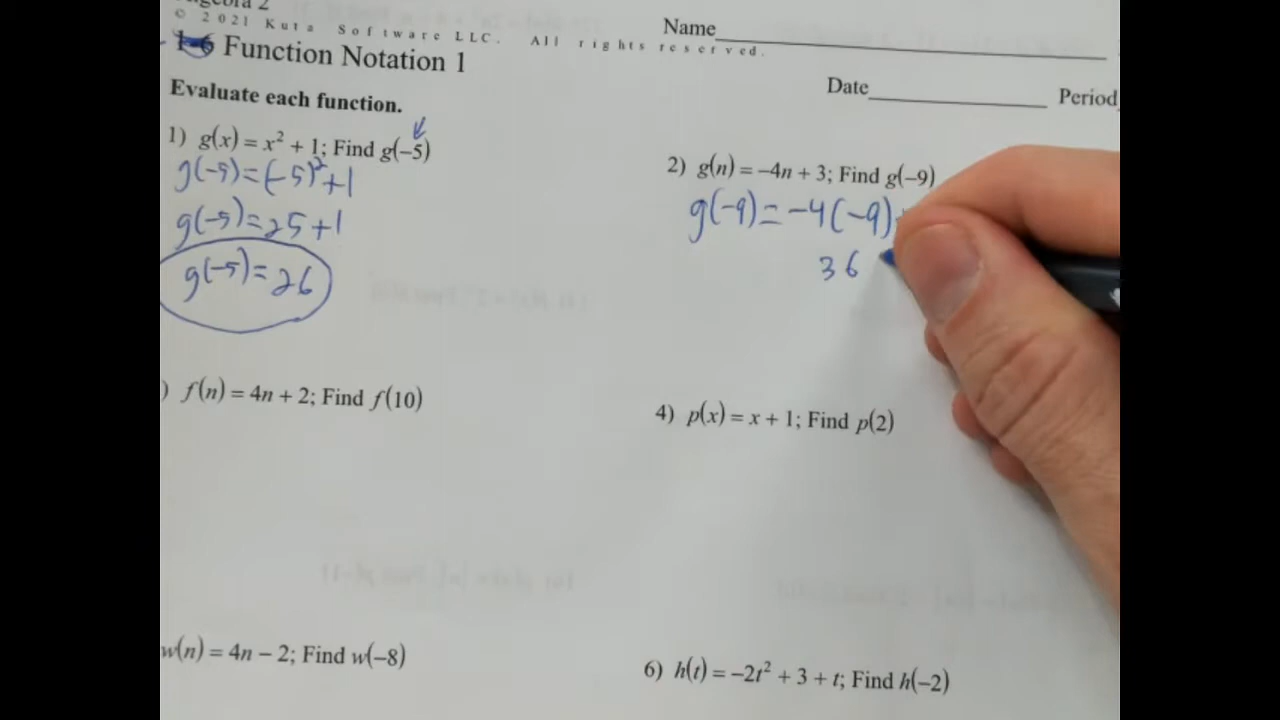 © 2021 Kuta Software LLC. All rights reserved.
Name
1-6 Function Notation 1
Date Period
Evaluate each function.
1) g(x) = x² + 1; Find g(−5)
g(-5)=(-5)²+1
g(-5)=25+1
g(-5)=26
2) g(n) = −4n + 3; Find g(−9)
g(-9)=-4(-9)
36
) f(n) = 4n + 2; Find f(10)
4) p(x) = x + 1; Find p(2)
w(n) = 4n − 2; Find w(−8)
6) h(t) = −2t² + 3 + t; Find h(−2)